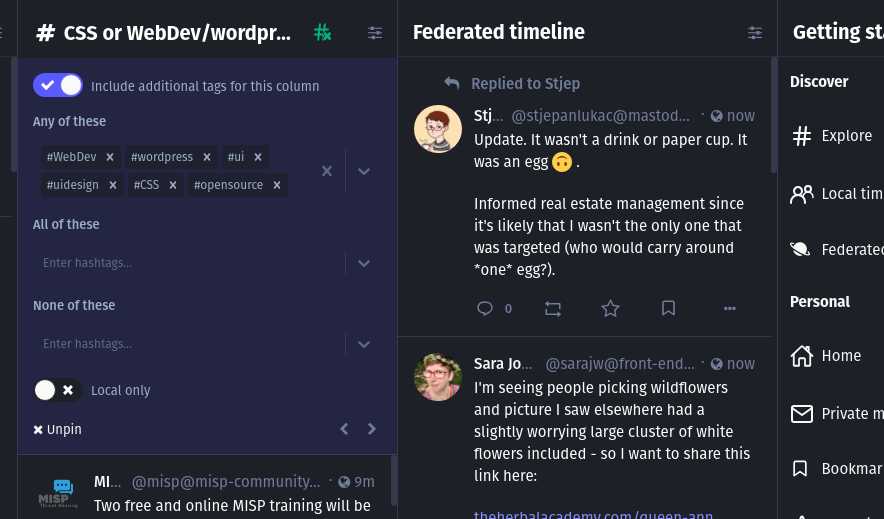 # CSS or WebDev/wordpr...
Include additional tags for this column
Any of these
#WebDev × #wordpress × #ui ×
#uidesign × #CSS × #opensource ×
All of these
Enter hashtags...
None of these
Enter hashtags...
Local only
Unpin
MI... @misp@misp-community... · 9m
MISP
Threat Sharing
Two free and online MISP training will be
Federated timeline
Replied to Stjep
Stj... @stjepanlukac@mastod... · now
Update. It wasn't a drink or paper cup. It
was an egg 🙃 .
Informed real estate management since
it's likely that I wasn't the only one that
was targeted (who would carry around
*one* egg?).
0
Sara Jo... @sarajw@front-end... · now
I'm seeing people picking wildflowers
and picture I saw elsewhere had a
slightly worrying large cluster of white
flowers included - so I want to share this
link here:
theherbalacademy.com/queen-ann
Getting sta
Discover
# Explore
Local tim
Federated
Personal
Home
Private m
Bookmar